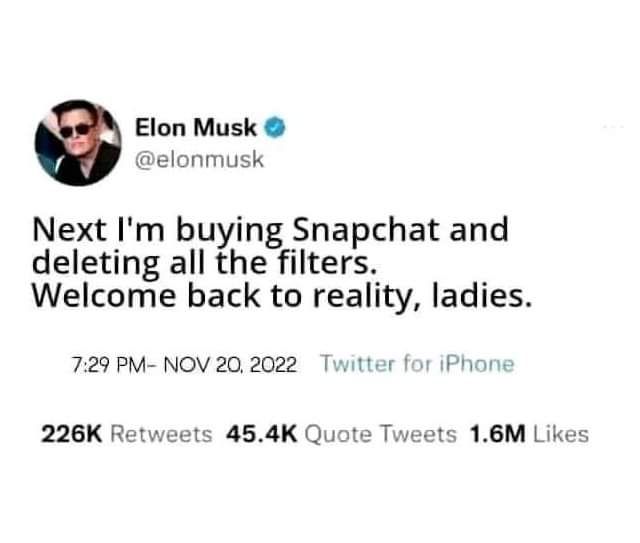 Elon Musk
@elonmusk
Next I'm buying Snapchat and
deleting all the filters.
Welcome back to reality, ladies.
7:29 PM- NOV 20, 2022 Twitter for iPhone
226K Retweets 45.4K Quote Tweets 1.6M Likes